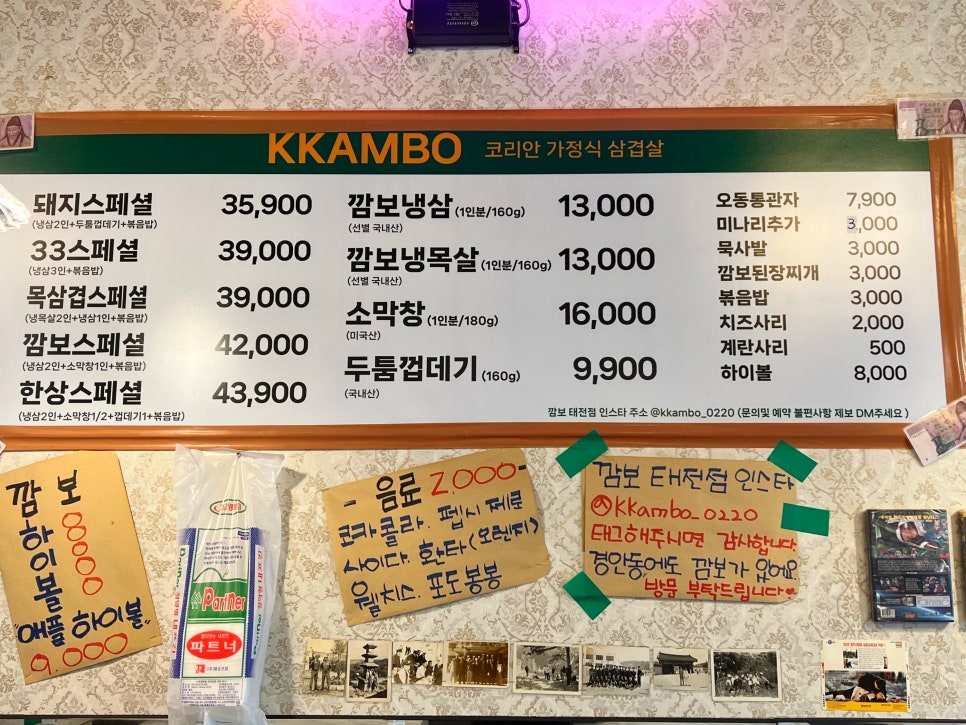 KKAMBO 코리안 가정식 삼겹살
돼지스페셜 35,900
(냉삼2인+두툼껍데기+볶음밥)
33스페셜 39,000
(냉삼3인+볶음밥)
목삼겹스페셜 39,000
(냉목살2인+냉삼1인+볶음밥)
깜보스페셜 42,000
(냉삼2인+소막창1인+볶음밥)
한상스페셜 43,900
(냉삼2인+소막창1/2+껍데기1+볶음밥)
깜보냉삼 (1인분/160g) 13,000
(선별 국내산)
깜보냉목살 (1인분/160g) 13,000
(선별 국내산)
소막창 (1인분/180g) 16,000
(미국산)
두툼껍데기 (160g) 9,900
(국내산)
오동통관자 7,900
미나리추가 3,000
묵사발 3,000
깜보된장찌개 3,000
볶음밥 3,000
치즈사리 2,000
계란사리 500
하이볼 8,000
깜보 태전점 인스타 주소 @kkambo_0220 (문의및 예약 불편사항 제보 DM주세요)
깜보
하이볼
8000
"애플 하이볼"
9,000
Partner
파트너
- 음료 2,000 -
코카콜라. 펩시 제로
사이다. 환타(오렌지)
웰치스. 포도봉봉
깜보 태전점 인스타
@kkambo_0220
태그해주시면 감사합니다.
경안동에도 깜보가 있어요.
방문 부탁드립니다♥